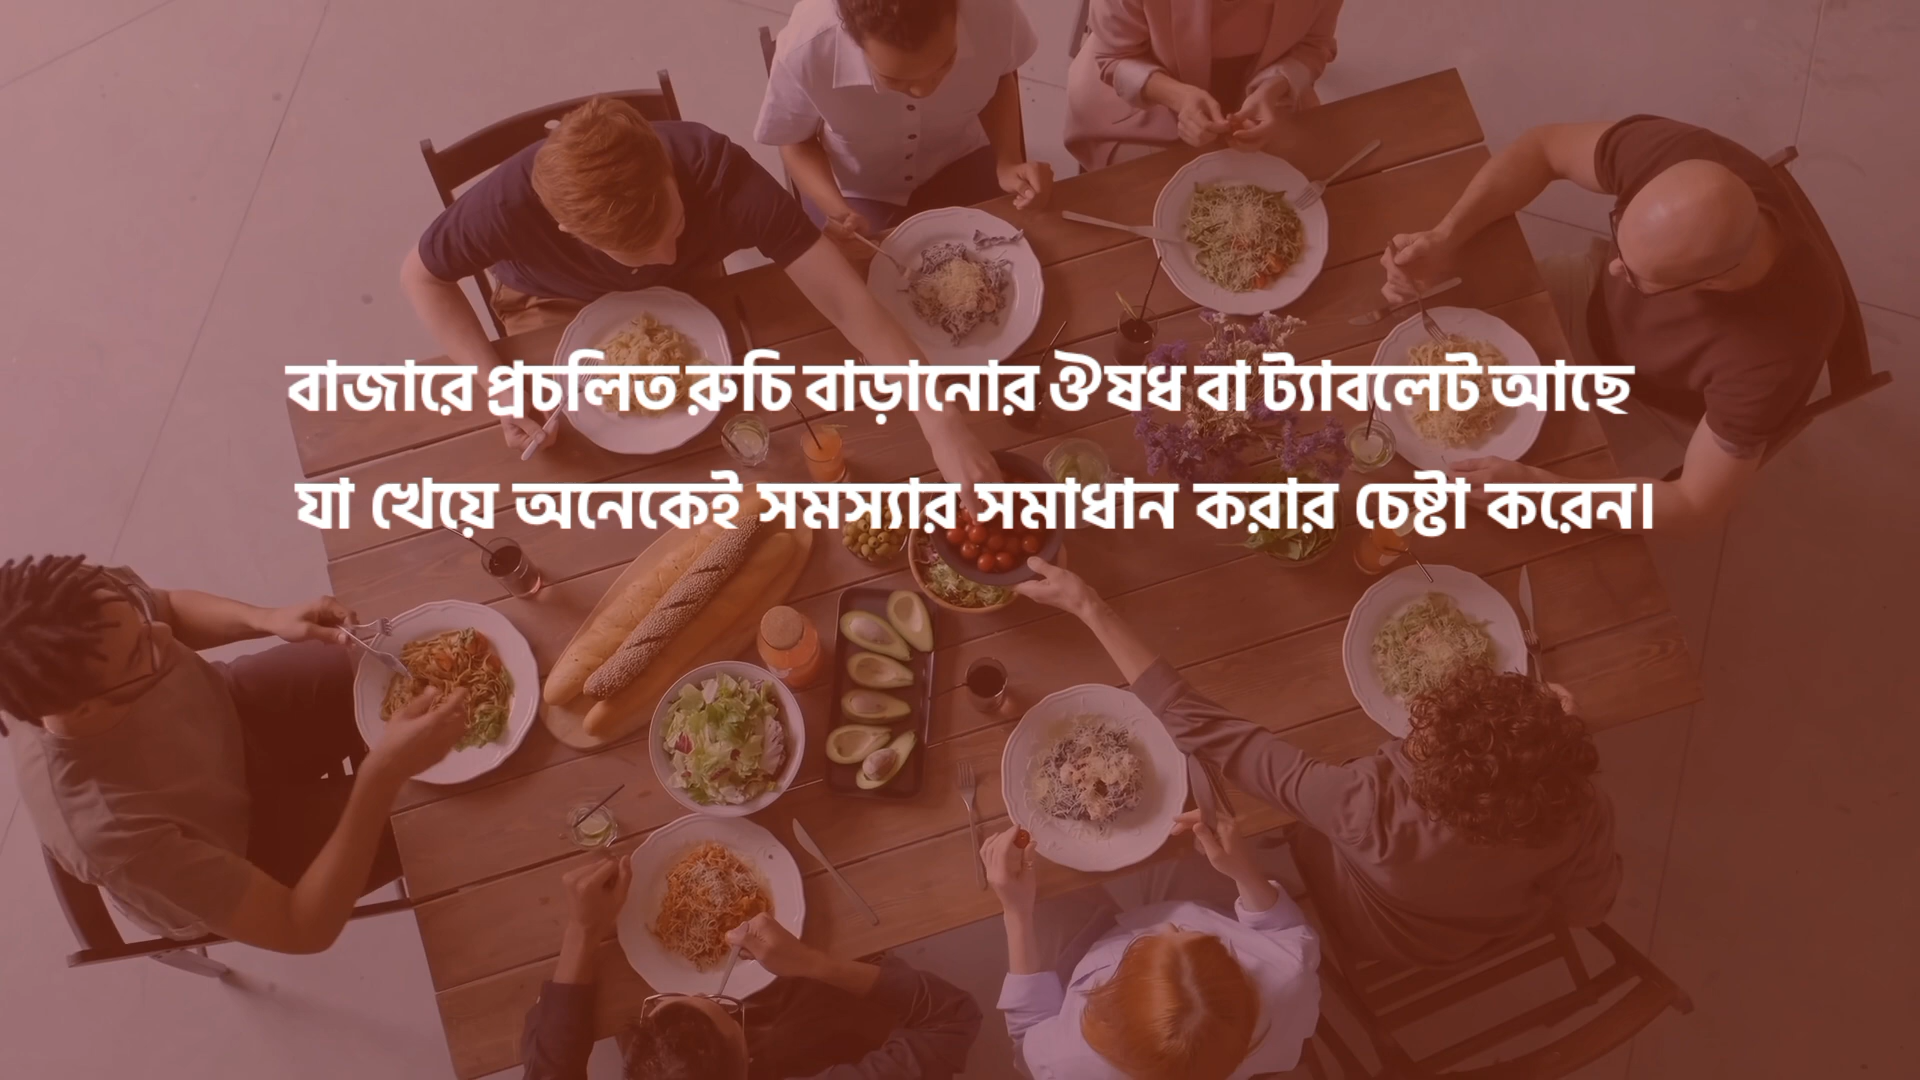 বাজারে প্রচলিত রুচি বাড়ানোর ঔষধ বা ট্যাবলেট আছে
যা খেয়ে অনেকেই সমস্যার সমাধান করার চেষ্টা করেন।